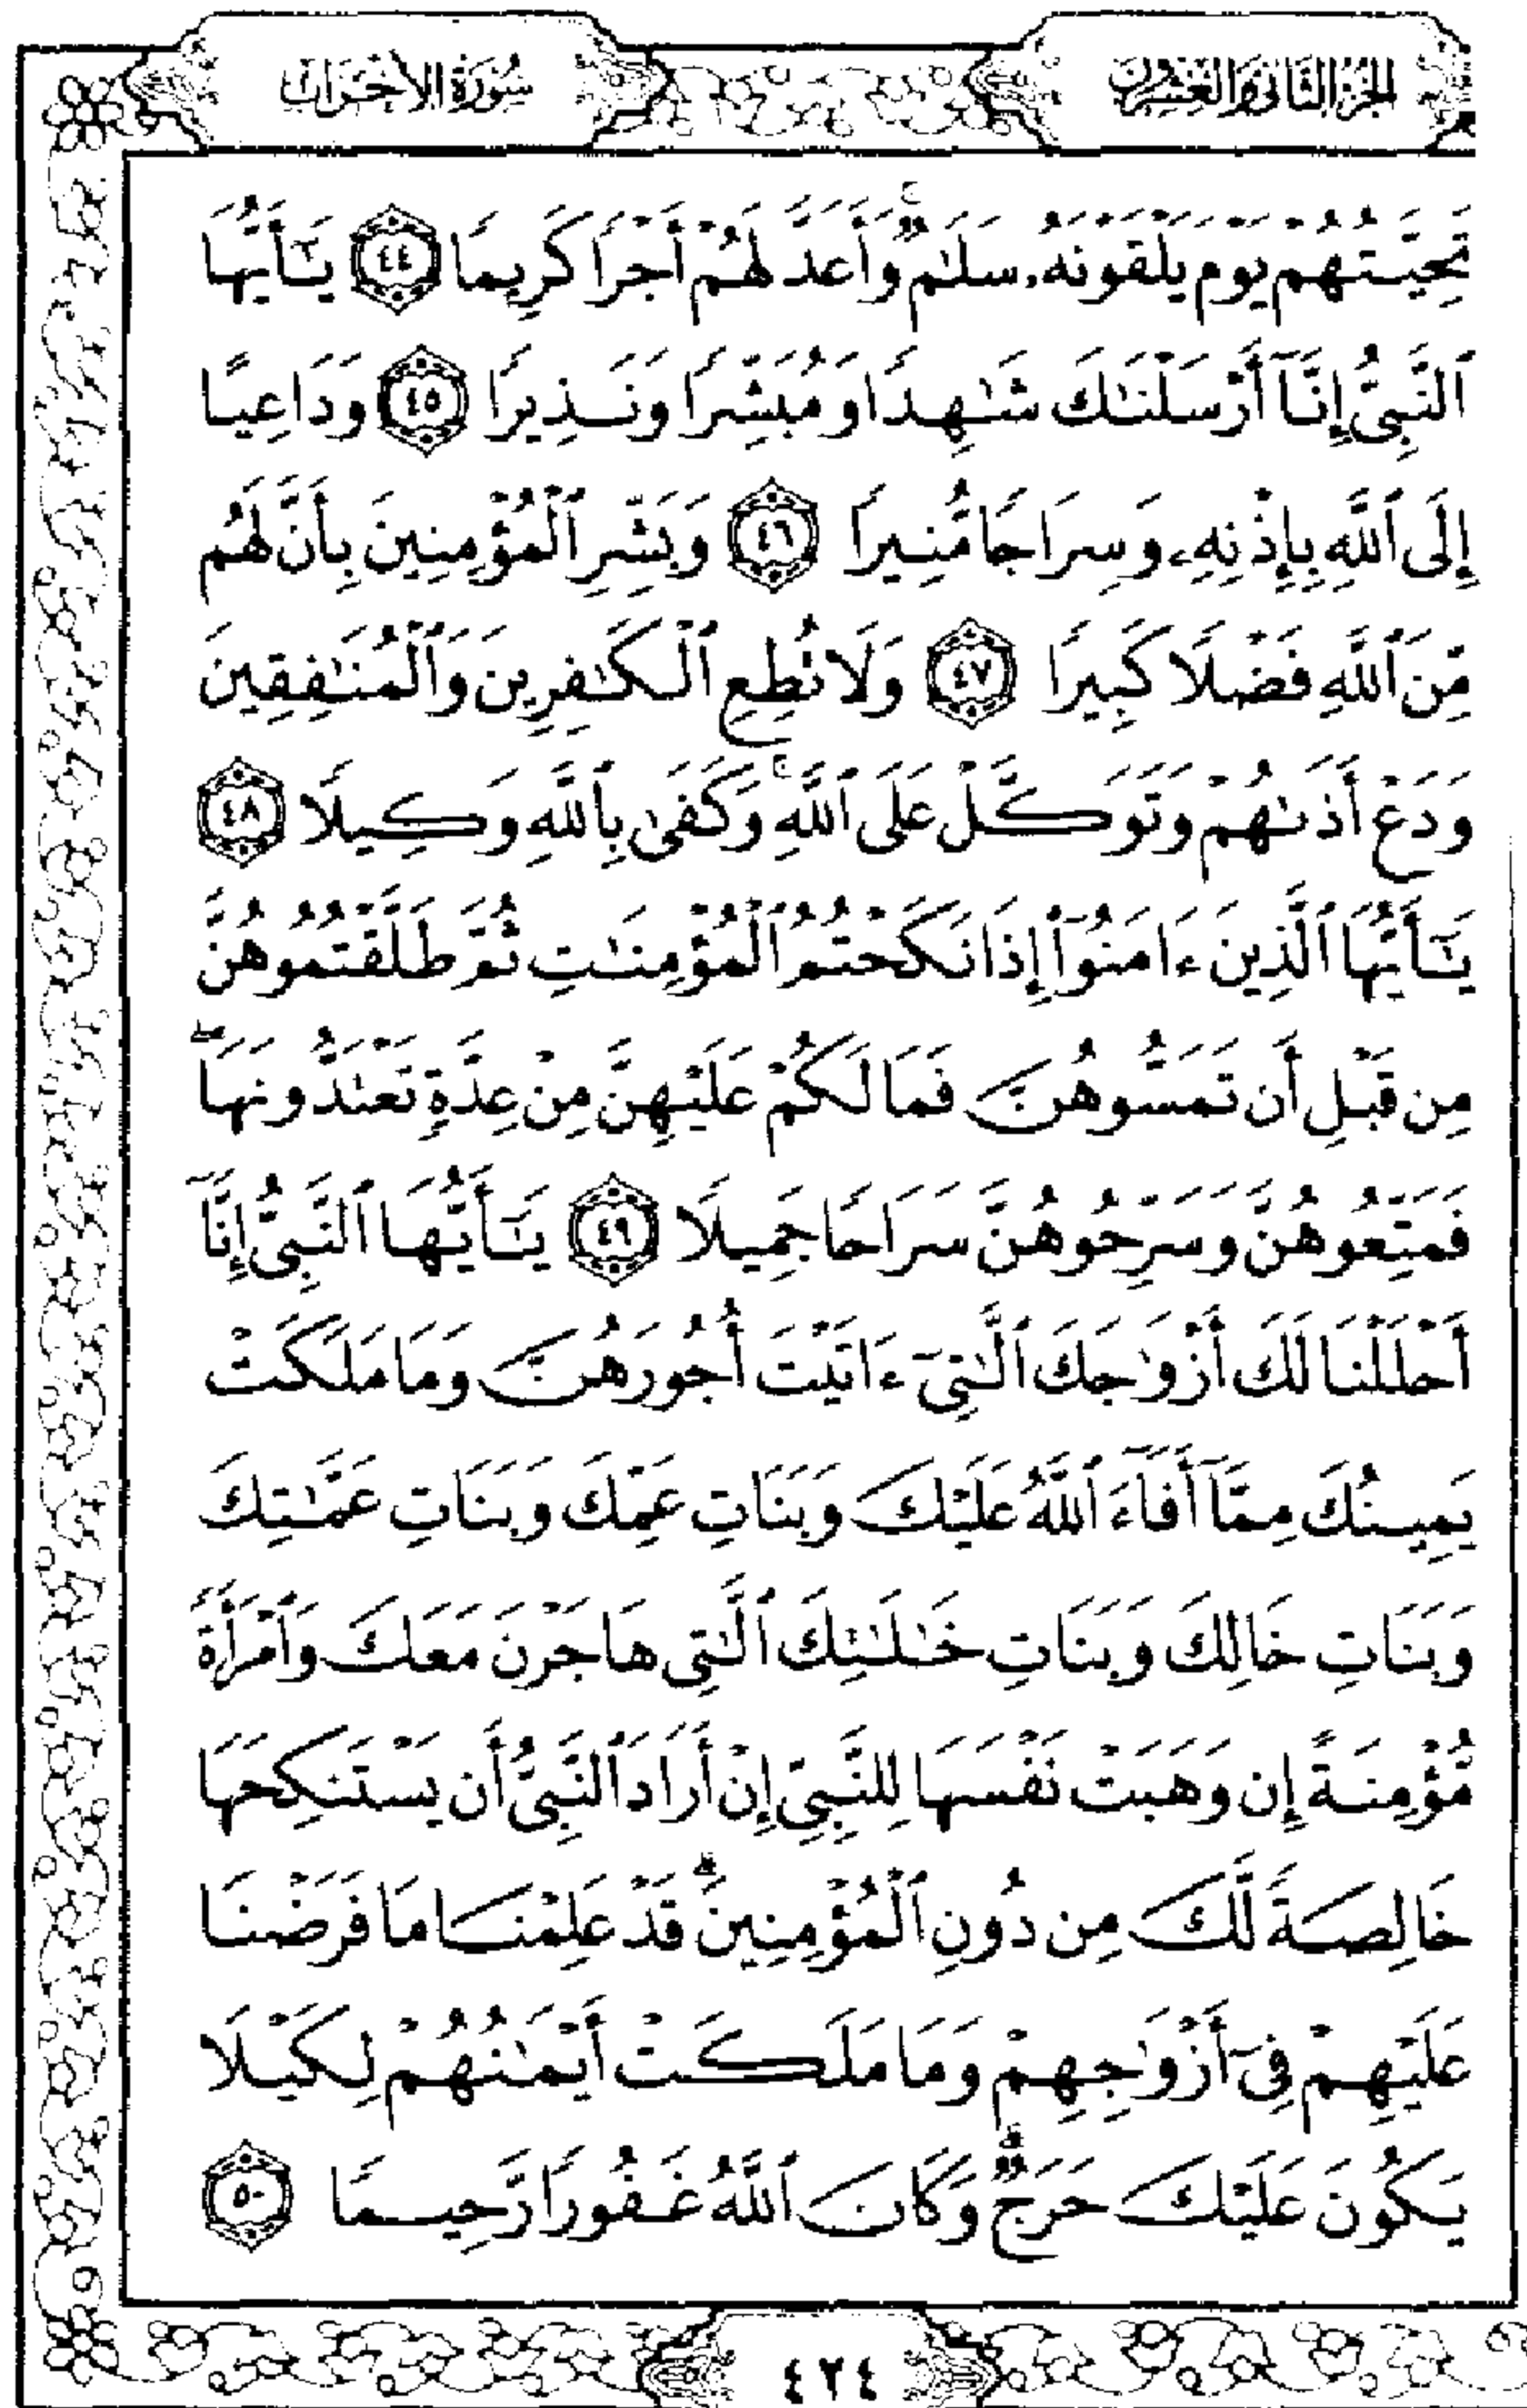 الجزء الثاني والعشرون
سورة الأحزاب
تَحِيَّتُهُمْ يَوْمَ يَلْقَوْنَهُۥ سَلَٰمٌ ۚ وَأَعَدَّ لَهُمْ أَجْرًا كَرِيمًا ٤٤ يَٰٓأَيُّهَا
ٱلنَّبِىُّ إِنَّآ أَرْسَلْنَٰكَ شَٰهِدًا وَمُبَشِّرًا وَنَذِيرًا ٤٥ وَدَاعِيًا
إِلَى ٱللَّهِ بِإِذْنِهِۦ وَسِرَاجًا مُّنِيرًا ٤٦ وَبَشِّرِ ٱلْمُؤْمِنِينَ بِأَنَّ لَهُم
مِّنَ ٱللَّهِ فَضْلًا كَبِيرًا ٤٧ وَلَا تُطِعِ ٱلْكَٰفِرِينَ وَٱلْمُنَٰفِقِينَ
وَدَعْ أَذَىٰهُمْ وَتَوَكَّلْ عَلَى ٱللَّهِ ۚ وَكَفَىٰ بِٱللَّهِ وَكِيلًا ٤٨
يَٰٓأَيُّهَا ٱلَّذِينَ ءَامَنُوٓا۟ إِذَا نَكَحْتُمُ ٱلْمُؤْمِنَٰتِ ثُمَّ طَلَّقْتُمُوهُنَّ
مِن قَبْلِ أَن تَمَسُّوهُنَّ فَمَا لَكُمْ عَلَيْهِنَّ مِنْ عِدَّةٍ تَعْتَدُّونَهَا ۖ
فَمَتِّعُوهُنَّ وَسَرِّحُوهُنَّ سَرَاحًا جَمِيلًا ٤٩ يَٰٓأَيُّهَا ٱلنَّبِىُّ إِنَّآ
أَحْلَلْنَا لَكَ أَزْوَٰجَكَ ٱلَّٰتِىٓ ءَاتَيْتَ أُجُورَهُنَّ وَمَا مَلَكَتْ
يَمِينُكَ مِمَّآ أَفَآءَ ٱللَّهُ عَلَيْكَ وَبَنَاتِ عَمِّكَ وَبَنَاتِ عَمَّٰتِكَ
وَبَنَاتِ خَالِكَ وَبَنَاتِ خَٰلَٰتِكَ ٱلَّٰتِى هَاجَرْنَ مَعَكَ وَٱمْرَأَةً
مُّؤْمِنَةً إِن وَهَبَتْ نَفْسَهَا لِلنَّبِىِّ إِنْ أَرَادَ ٱلنَّبِىُّ أَن يَسْتَنكِحَهَا
خَالِصَةً لَّكَ مِن دُونِ ٱلْمُؤْمِنِينَ ۗ قَدْ عَلِمْنَا مَا فَرَضْنَا
عَلَيْهِمْ فِىٓ أَزْوَٰجِهِمْ وَمَا مَلَكَتْ أَيْمَٰنُهُمْ لِكَيْلَا
يَكُونَ عَلَيْكَ حَرَجٌ ۗ وَكَانَ ٱللَّهُ غَفُورًا رَّحِيمًا ٥٠
٤٢٤